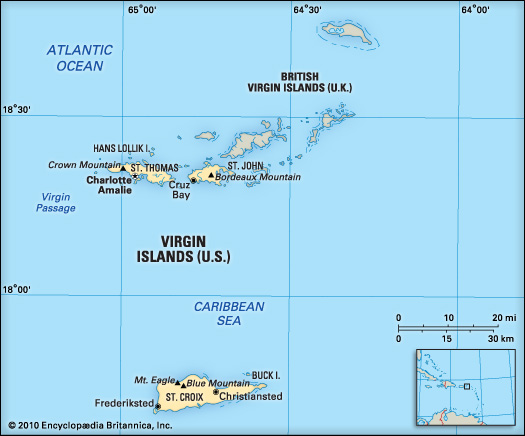 65°00'
64°30'
64°00'
ATLANTIC
OCEAN
BRITISH
VIRGIN ISLANDS (U.K.)
18°30'
HANS LOLLIK I.
Crown Mountain
ST. THOMAS
ST. JOHN
Charlotte
Amalie
Cruz
Bay
Bordeaux Mountain
Virgin
Passage
VIRGIN
ISLANDS (U.S.)
18°00'
CARIBBEAN
SEA
0 10 20 mi
0 15 30 km
Mt. Eagle
Blue Mountain
BUCK I.
ST. CROIX
Christiansted
Frederiksted
© 2010 Encyclopædia Britannica, Inc.